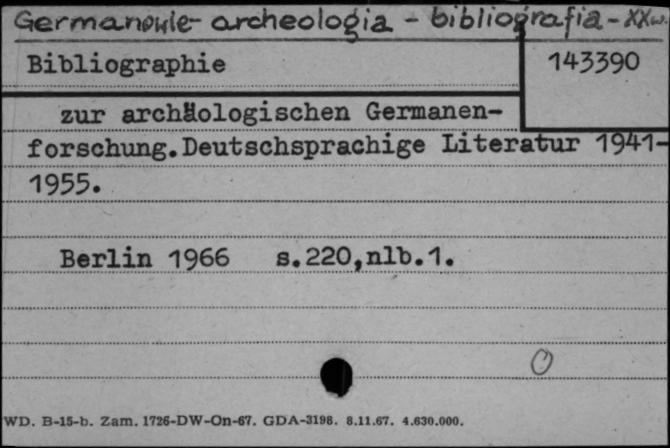 Germanowie - archeologia - bibliografia - XXw.
Bibliographie 143390
zur archäologischen Germanen-
forschung.Deutschsprachige Literatur 1941-
1955.
Berlin 1966 s.220,nlb.1.
WD. B-15-b. Zam. 1726-DW-On-67. GDA-3198. 8.11.67. 4.630.000.